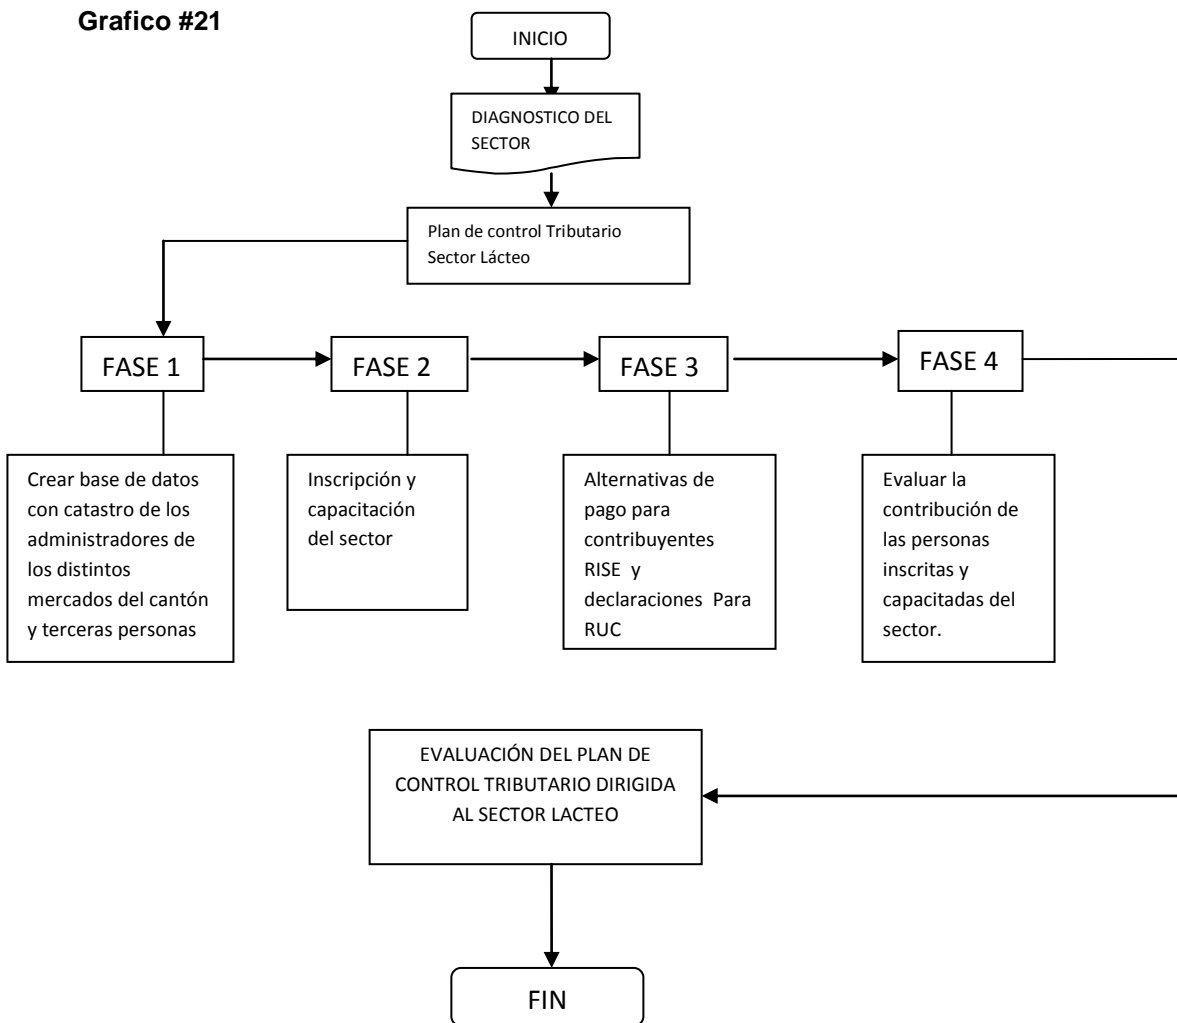 Grafico #21
INICIO
DIAGNOSTICO DEL
SECTOR
Plan de control Tributario
Sector Lácteo
FASE 1
FASE 2
FASE 3
FASE 4
Crear base de datos
con catastro de los
administradores de
los distintos
mercados del cantón
y terceras personas
Inscripción y
capacitación
del sector
Alternativas de
pago para
contribuyentes
RISE y
declaraciones Para
RUC
Evaluar la
contribución de
las personas
inscritas y
capacitadas del
sector.
EVALUACIÓN DEL PLAN DE
CONTROL TRIBUTARIO DIRIGIDA
AL SECTOR LACTEO
FIN